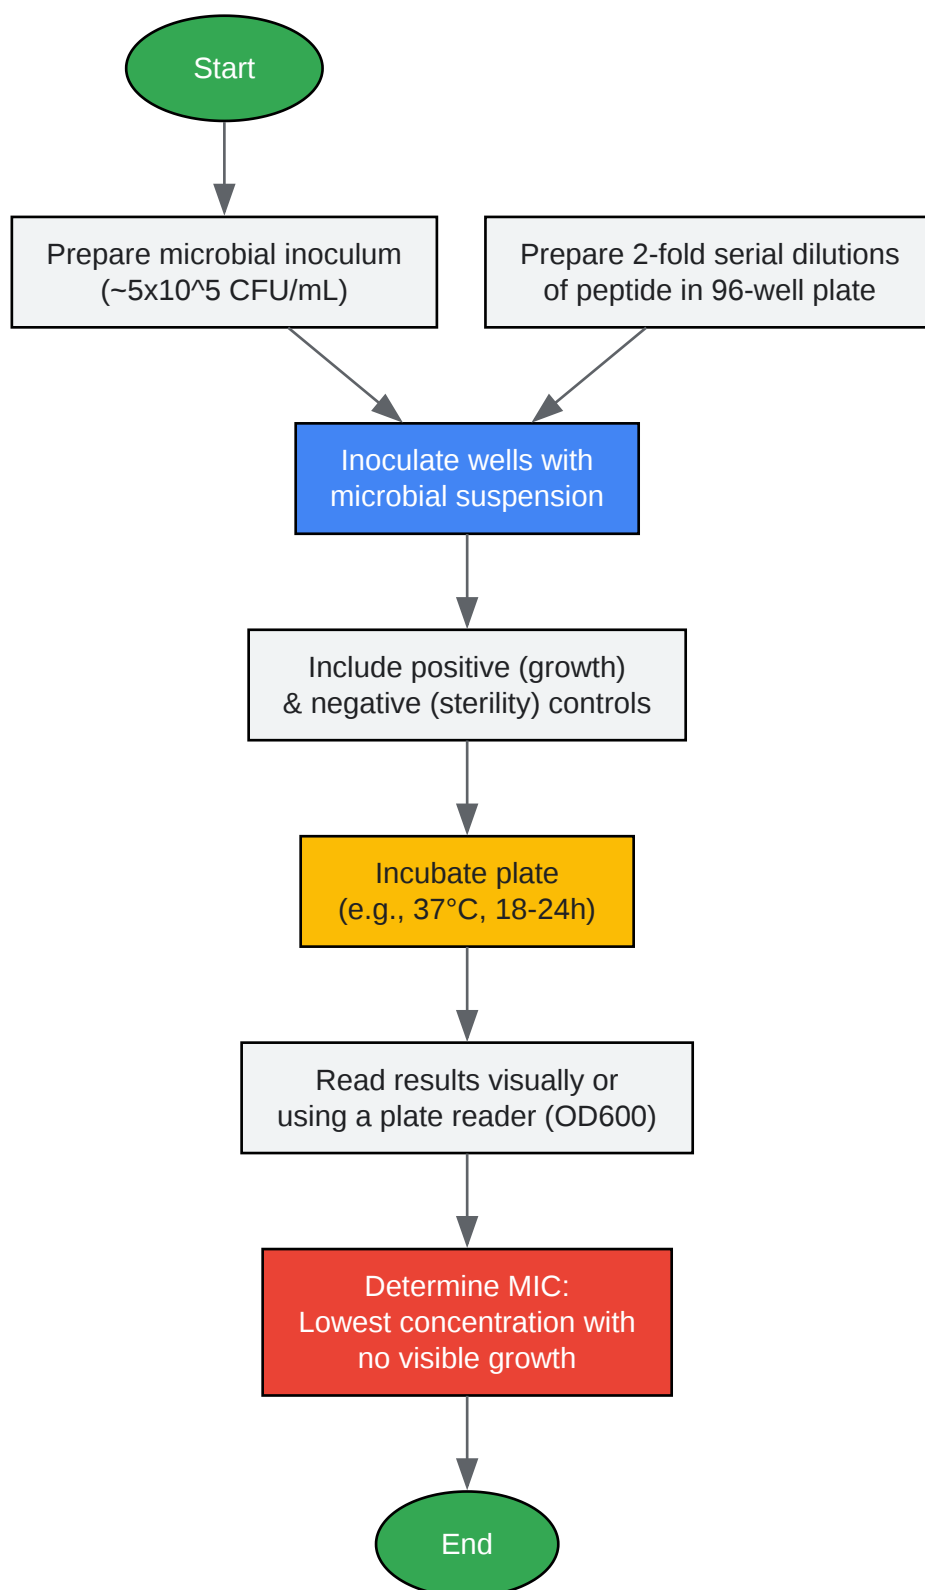 Start
Prepare microbial inoculum
(~5x10^5 CFU/mL)
Prepare 2-fold serial dilutions
of peptide in 96-well plate
Inoculate wells with
microbial suspension
Include positive (growth)
& negative (sterility) controls
Incubate plate
(e.g., 37°C, 18-24h)
Read results visually or
using a plate reader (OD600)
Determine MIC:
Lowest concentration with
no visible growth
End